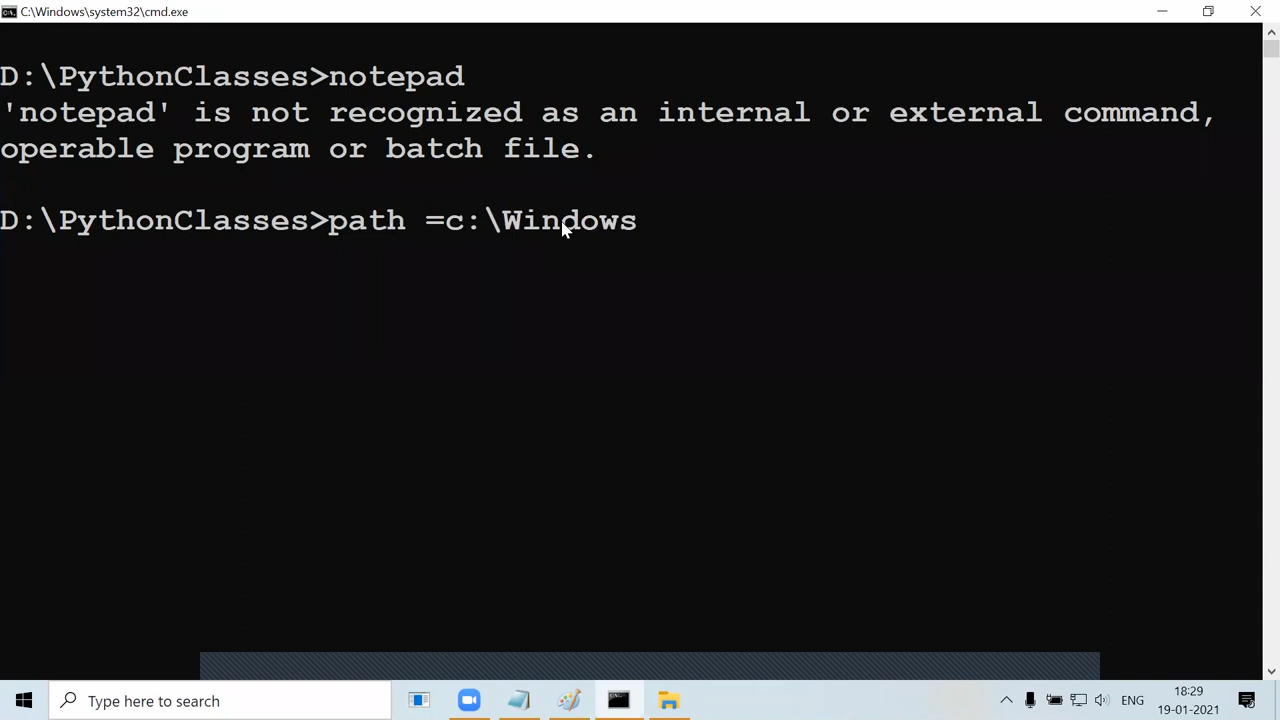 C:\Windows\system32\cmd.exe
D:\PythonClasses>notepad
'notepad' is not recognized as an internal or external command,
operable program or batch file.
D:\PythonClasses>path =c:\Windows
Type here to search
ENG
18:29
19-01-2021